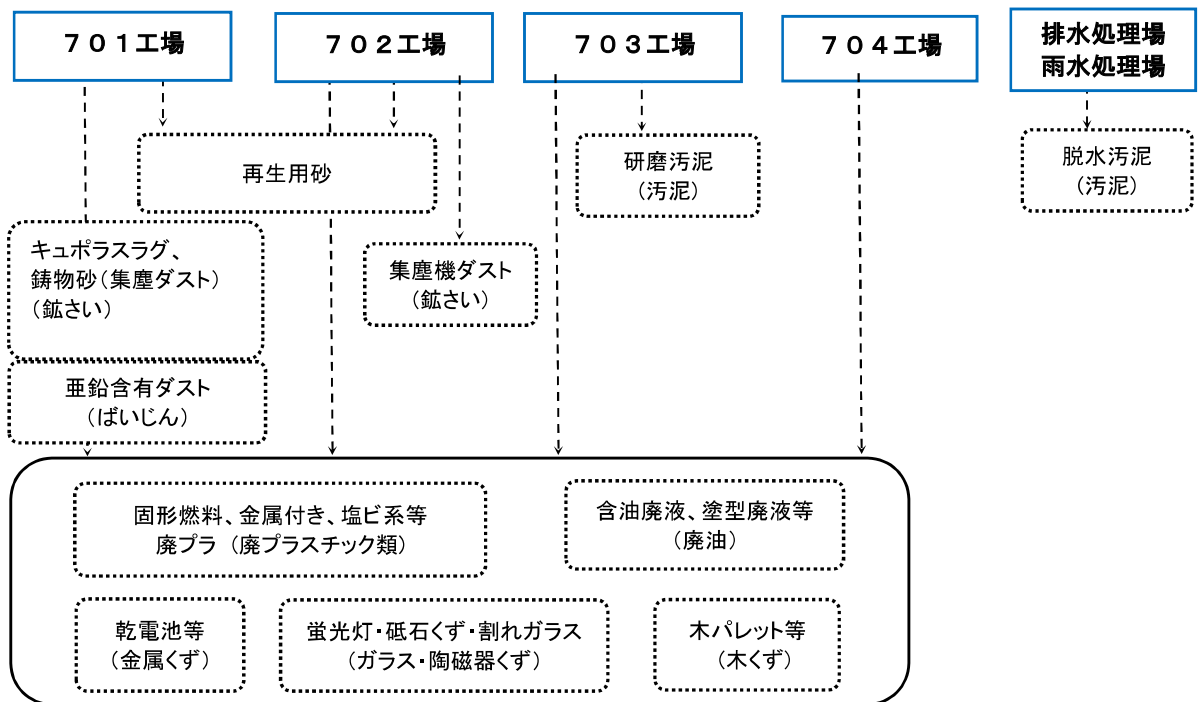 ７０１工場
７０２工場
７０３工場
７０４工場
排水処理場
雨水処理場
再生用砂
研磨汚泥
（汚泥）
脱水汚泥
（汚泥）
キュポラスラグ、
鋳物砂（集塵ダスト）
（鉱さい）
集塵機ダスト
（鉱さい）
亜鉛含有ダスト
（ばいじん）
固形燃料、金属付き、塩ビ系等
廃プラ （廃プラスチック類）
含油廃液、塗型廃液等
（廃油）
乾電池等
（金属くず）
蛍光灯・砥石くず・割れガラス
（ガラス・陶磁器くず）
木パレット等
（木くず）